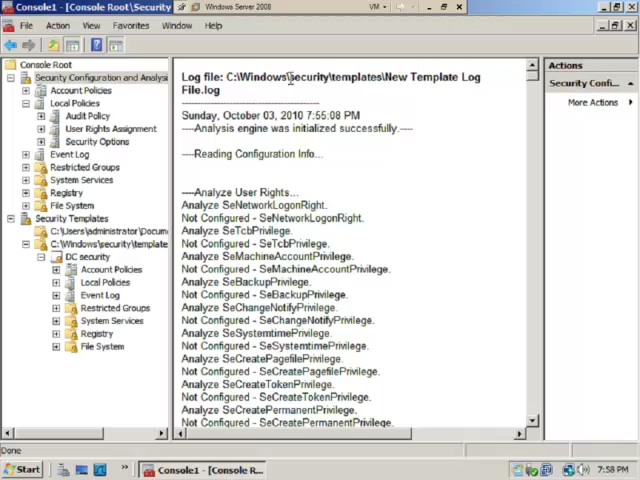 Console1 - [Console Root\Security
Windows Server 2008
VM
File Action View Favorites Window Help
Console Root
Security Configuration and Analysi
Account Policies
Local Policies
Audit Policy
User Rights Assignment
Security Options
Event Log
Restricted Groups
System Services
Registry
File System
Security Templates
C:\Users\administrator\Docum
C:\Windows\security\template
DC security
Account Policies
Local Policies
Event Log
Restricted Groups
System Services
Registry
File System
Log file: C:\Windows\security\templates\New Template Log
File.log
Sunday, October 03, 2010 7:55:08 PM
----Analysis engine was initialized successfully.----
----Reading Configuration Info...
----Analyze User Rights...
Analyze SeNetworkLogonRight.
Not Configured - SeNetworkLogonRight.
Analyze SeTcbPrivilege.
Not Configured - SeTcbPrivilege.
Analyze SeMachineAccountPrivilege.
Not Configured - SeMachineAccountPrivilege.
Analyze SeBackupPrivilege.
Not Configured - SeBackupPrivilege.
Analyze SeChangeNotifyPrivilege.
Not Configured - SeChangeNotifyPrivilege.
Analyze SeSystemtimePrivilege.
Not Configured - SeSystemtimePrivilege.
Analyze SeCreatePagefilePrivilege.
Not Configured - SeCreatePagefilePrivilege.
Analyze SeCreateTokenPrivilege.
Not Configured - SeCreateTokenPrivilege.
Analyze SeCreatePermanentPrivilege.
Not Configured - SeCreatePermanentPrivilege.
Actions
Security Confi...
More Actions
Done
Start
Console1 - [Console R...
7:58 PM